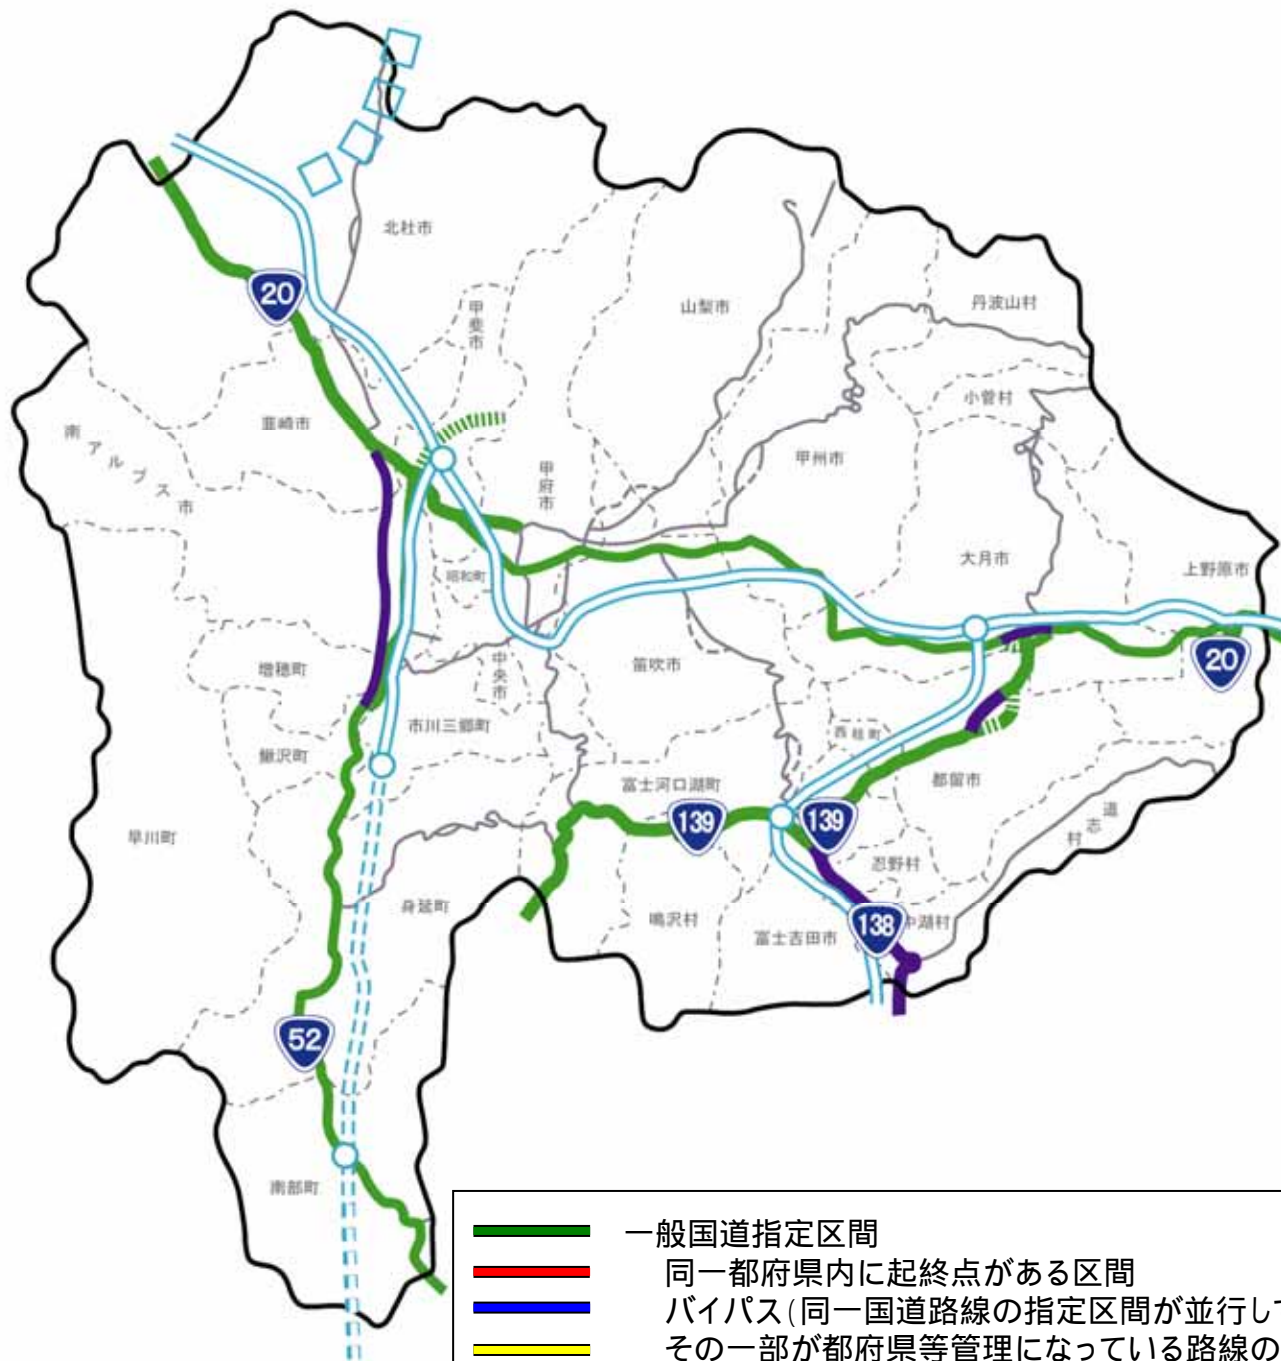 北杜市
20
甲斐市
山梨市
丹波山村
小菅村
韮崎市
南アルプス市
甲府市
甲州市
大月市
上野原市
昭和町
20
増穂町
中央市
笛吹市
市川三郷町
西桂町
鰍沢町
富士河口湖町
都留市
139
139
道志村
早川町
忍野村
身延町
鳴沢村
富士吉田市
138
中湖村
52
南部町
一般国道指定区間
同一都府県内に起終点がある区間
バイパス(同一国道路線の指定区間が並行して
その一部が都府県等管理になっている路線の